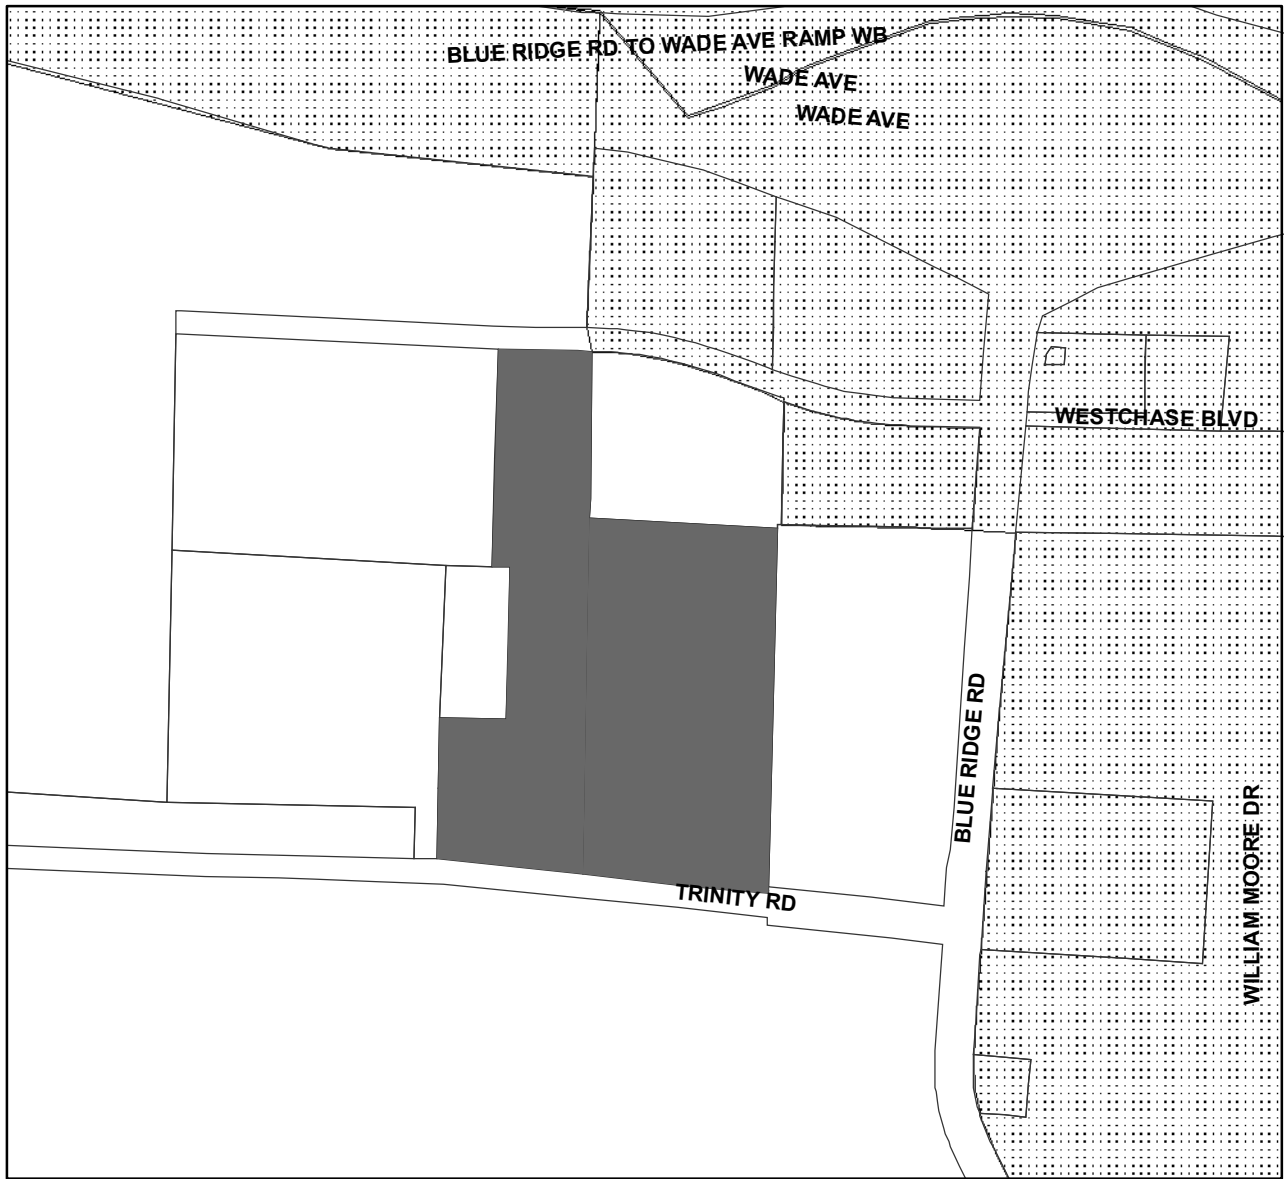 BLUE RIDGE RD TO WADE AVE RAMP WB
WADE AVE
WADE AVE
WESTCHASE BLVD
BLUE RIDGE RD
WILLIAM MOORE DR
TRINITY RD